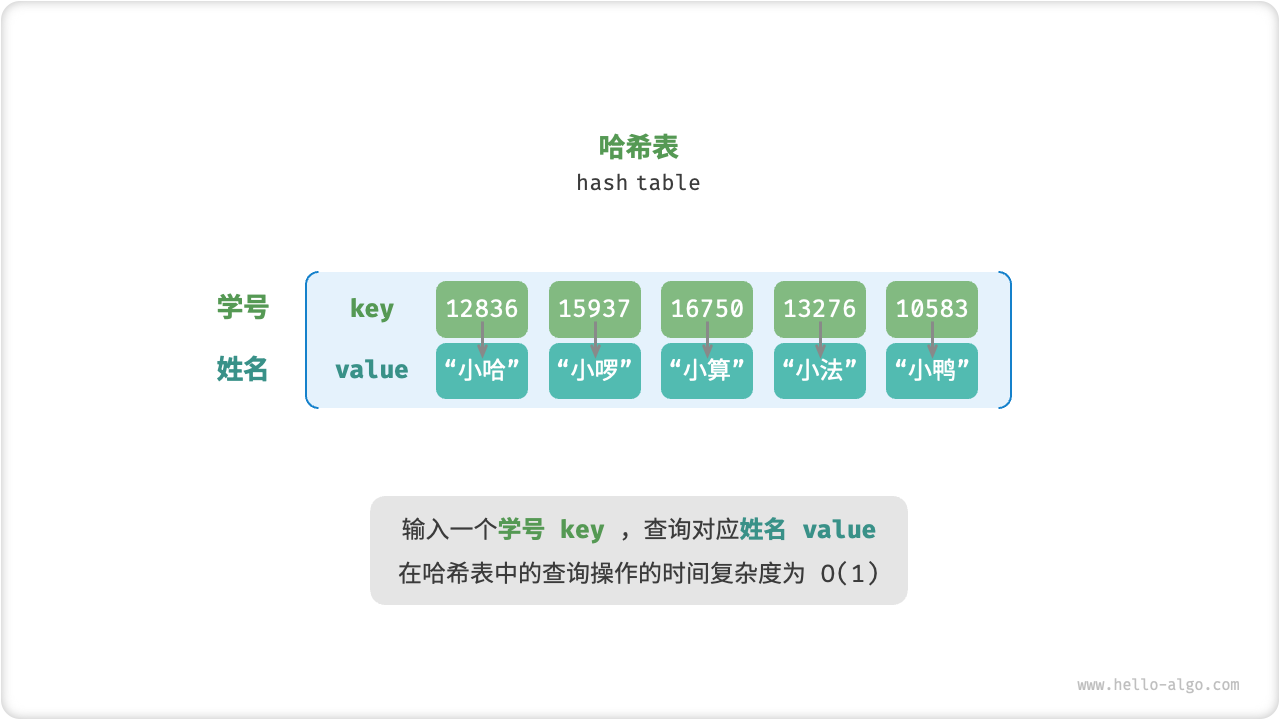 哈希表
hash table
学号 key 12836 15937 16750 13276 10583
姓名 value “小哈” “小啰” “小算” “小法” “小鸭”
输入一个学号 key ，查询对应姓名 value
在哈希表中的查询操作的时间复杂度为 O(1)
www.hello-algo.com